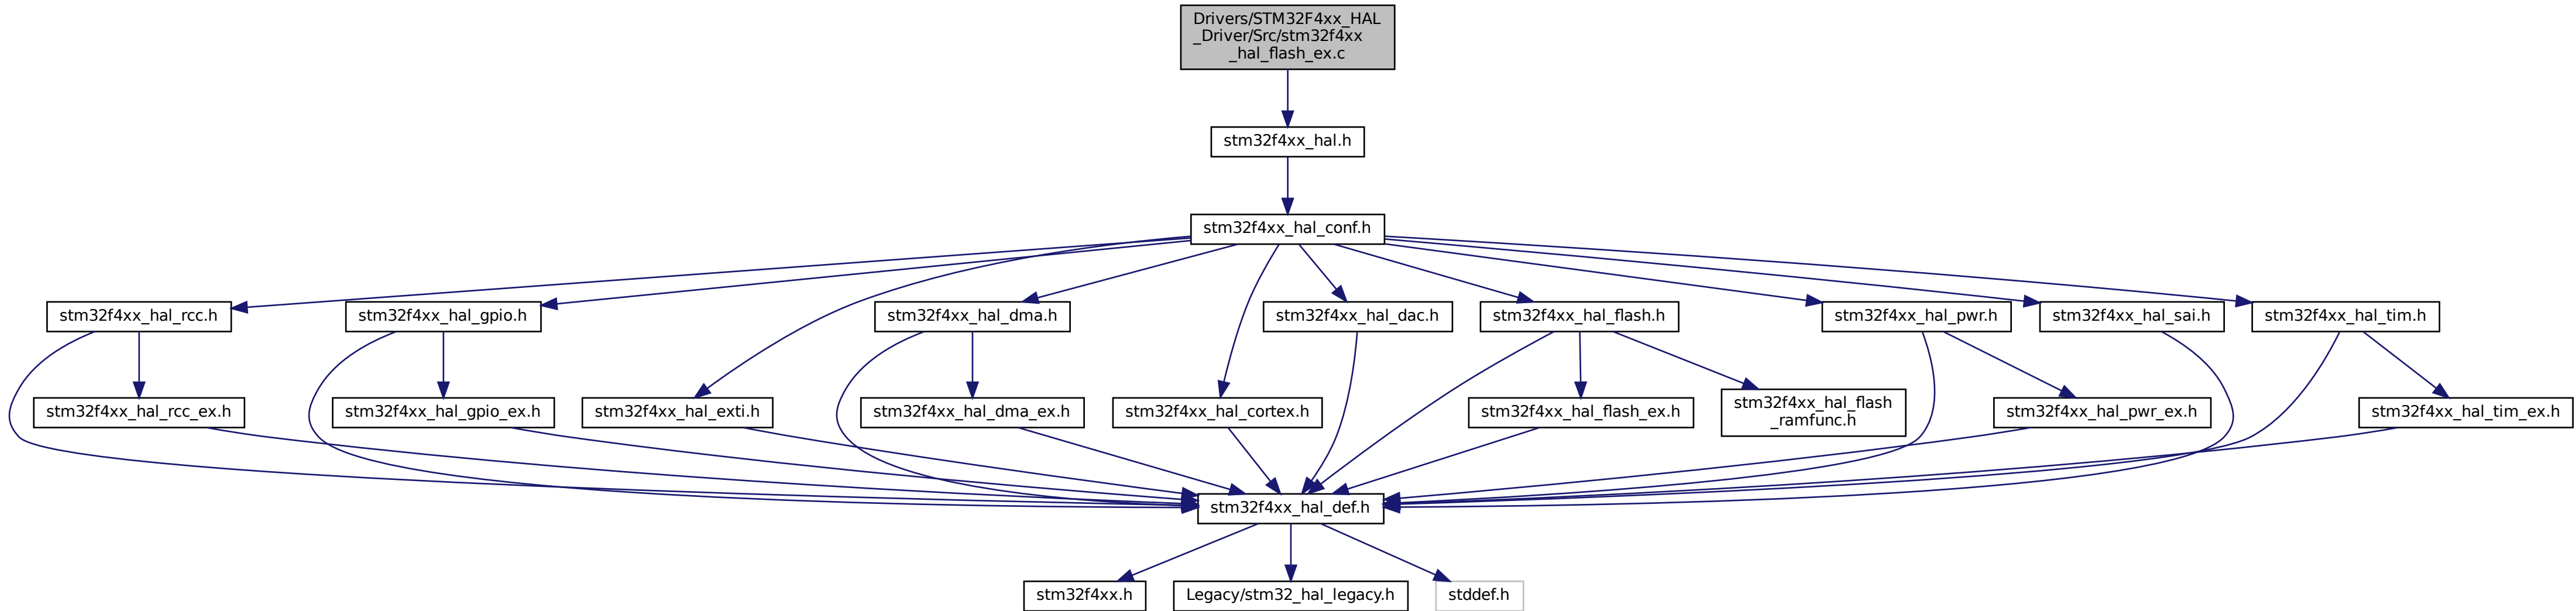 Drivers/STM32F4xx_HAL
_Driver/Src/stm32f4xx
_hal_flash_ex.c
stm32f4xx_hal.h
stm32f4xx_hal_conf.h
stm32f4xx_hal_rcc.h
stm32f4xx_hal_gpio.h
stm32f4xx_hal_dma.h
stm32f4xx_hal_dac.h
stm32f4xx_hal_flash.h
stm32f4xx_hal_pwr.h
stm32f4xx_hal_sai.h
stm32f4xx_hal_tim.h
stm32f4xx_hal_rcc_ex.h
stm32f4xx_hal_gpio_ex.h
stm32f4xx_hal_exti.h
stm32f4xx_hal_dma_ex.h
stm32f4xx_hal_cortex.h
stm32f4xx_hal_flash_ex.h
stm32f4xx_hal_flash
_ramfunc.h
stm32f4xx_hal_pwr_ex.h
stm32f4xx_hal_tim_ex.h
stm32f4xx_hal_def.h
stm32f4xx.h
Legacy/stm32_hal_legacy.h
stddef.h